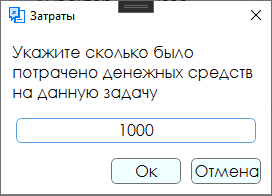 Затраты
Укажите сколько было
потрачено денежных средств
на данную задачу
1000
Ок
Отмена